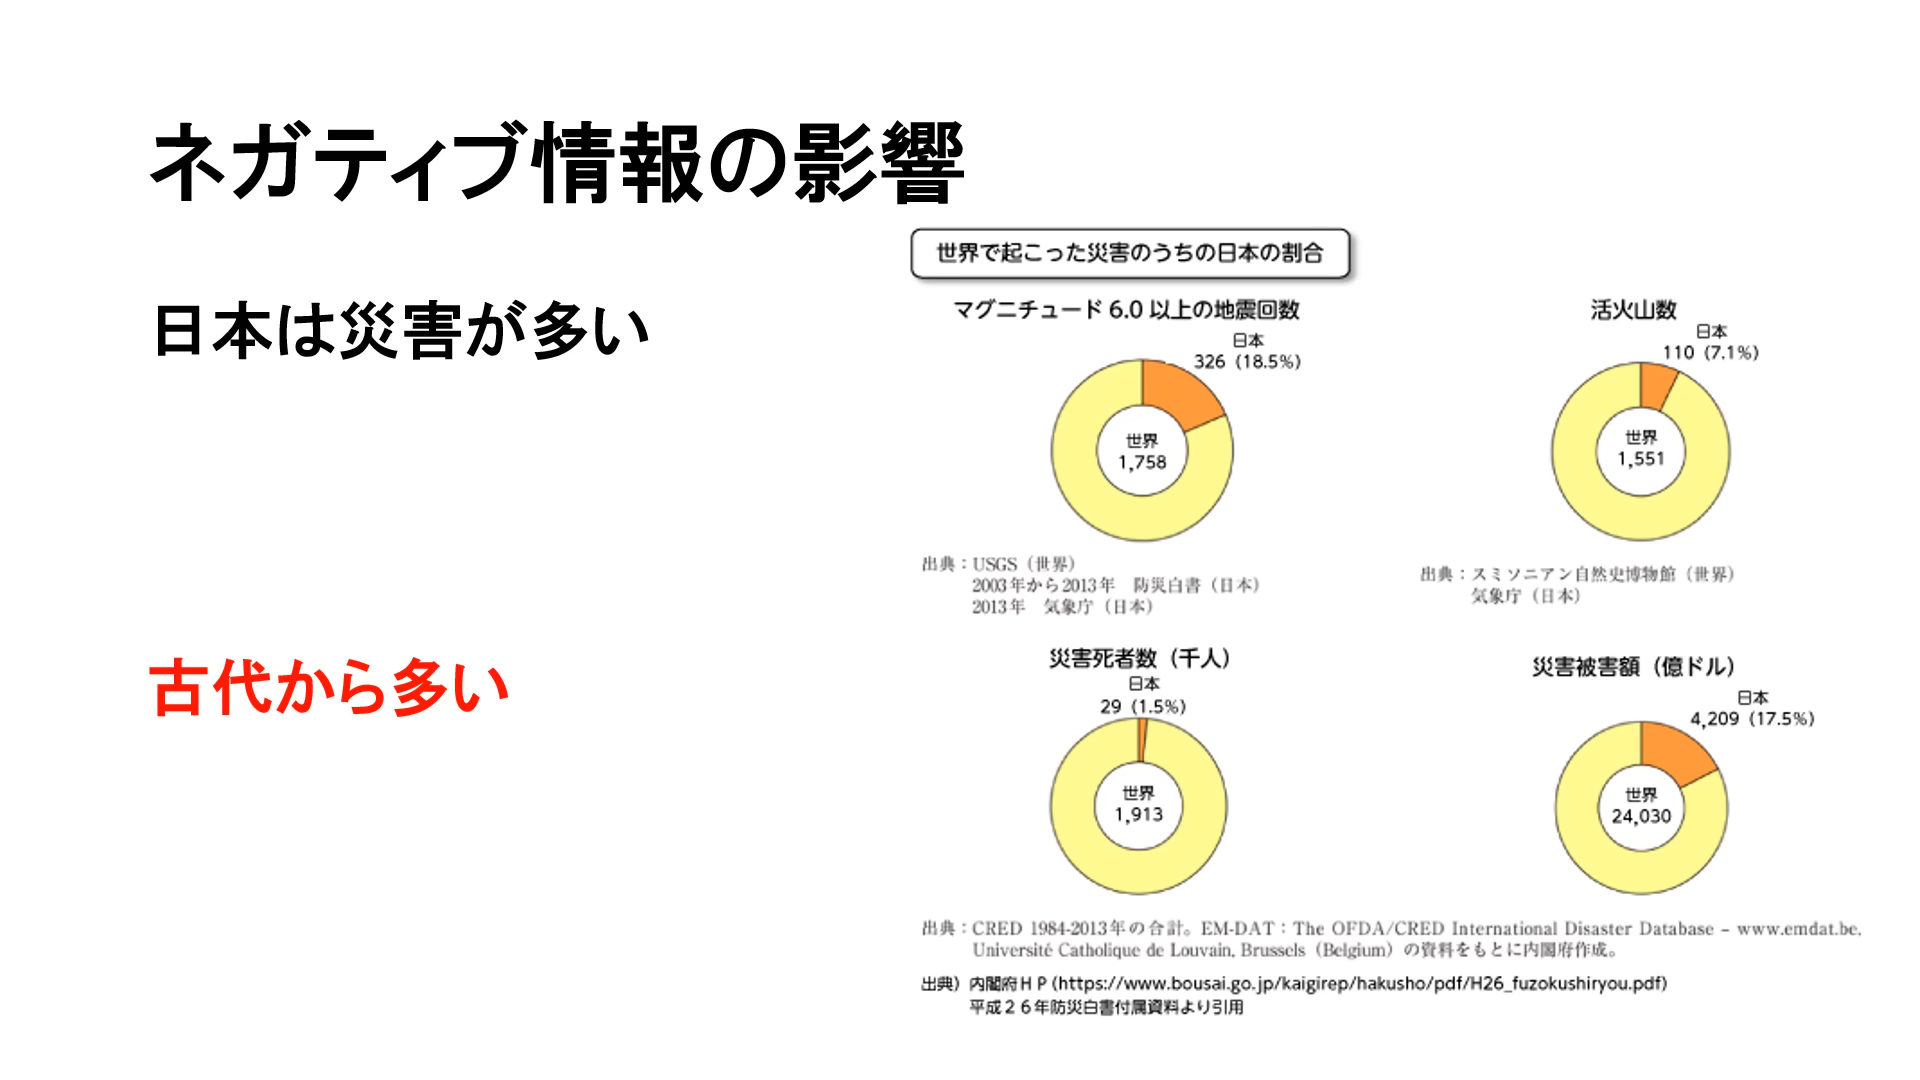 ネガティブ情報の影響
日本は災害が多い
古代から多い
世界で起こった災害のうちの日本の割合
マグニチュード 6.0 以上の地震回数
日本
326（18.5%）
世界
1,758
出典：USGS（世界）
2003年から2013年　防災白書（日本）
2013年　気象庁（日本）
活火山数
日本
110（7.1%）
世界
1,551
出典：スミソニアン自然史博物館（世界）
気象庁（日本）
災害死者数（千人）
日本
29（1.5%）
世界
1,913
災害被害額（億ドル）
日本
4,209（17.5%）
世界
24,030
出典：CRED 1984-2013年の合計。EM-DAT：The OFDA/CRED International Disaster Database – www.emdat.be,
Université Catholique de Louvain, Brussels（Belgium）の資料をもとに内閣府作成。
出典）内閣府ＨＰ(https://www.bousai.go.jp/kaigirep/hakusho/pdf/H26_fuzokushiryou.pdf)
平成２６年防災白書付属資料より引用